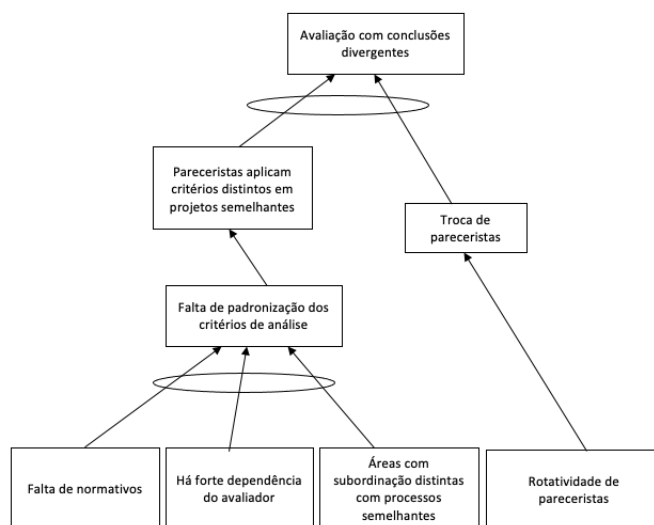 Avaliação com conclusões
divergentes
Pareceristas aplicam
critérios distintos em
projetos semelhantes
Troca de
pareceristas
Falta de padronização dos
critérios de análise
Falta de normativos
Há forte dependência
do avaliador
Áreas com
subordinação distintas
com processos
semelhantes
Rotatividade de
pareceristas